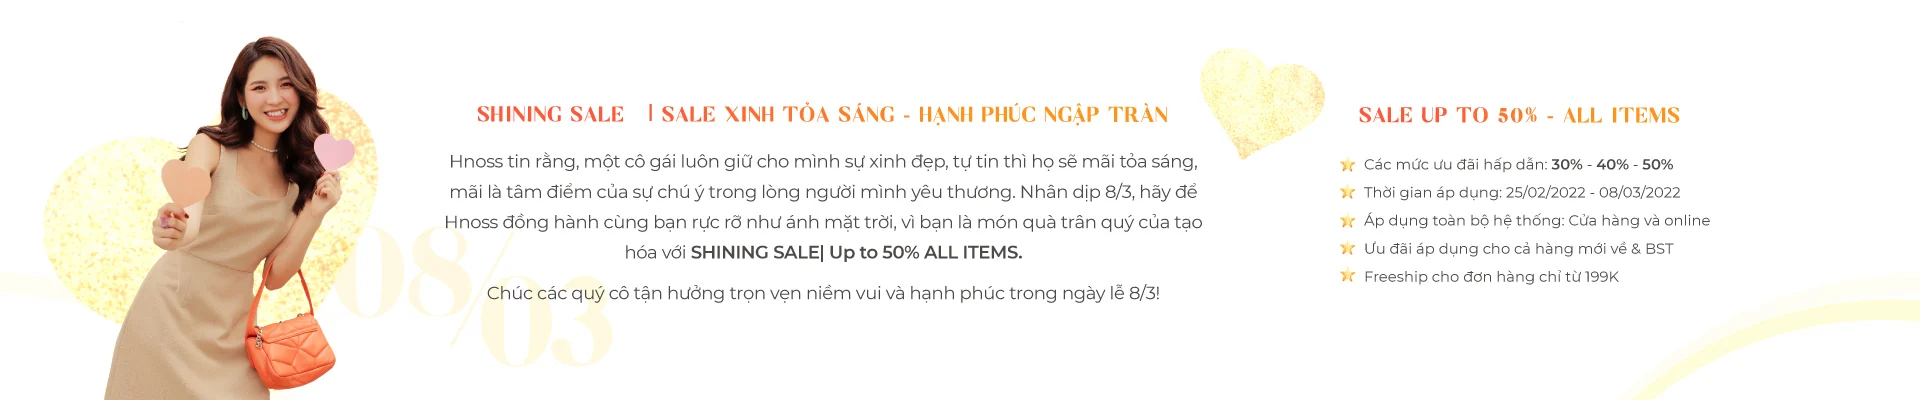 SHINING SALE | SALE XINH TỎA SÁNG - HẠNH PHÚC NGẬP TRÀN
Hnoss tin rằng, một cô gái luôn giữ cho mình sự xinh đẹp, tự tin thì họ sẽ mãi tỏa sáng,
mãi là tâm điểm của sự chú ý trong lòng người mình yêu thương. Nhân dịp 8/3, hãy để
Hnoss đồng hành cùng bạn rực rỡ như ánh mặt trời, vì bạn là món quà trân quý của tạo
hóa với SHINING SALE| Up to 50% ALL ITEMS.
Chúc các quý cô tận hưởng trọn vẹn niềm vui và hạnh phúc trong ngày lễ 8/3!
08/03
SALE UP TO 50% - ALL ITEMS
Các mức ưu đãi hấp dẫn: 30% - 40% - 50%
Thời gian áp dụng: 25/02/2022 - 08/03/2022
Áp dụng toàn bộ hệ thống: Cửa hàng và online
Ưu đãi áp dụng cho cả hàng mới về & BST
Freeship cho đơn hàng chỉ từ 199K